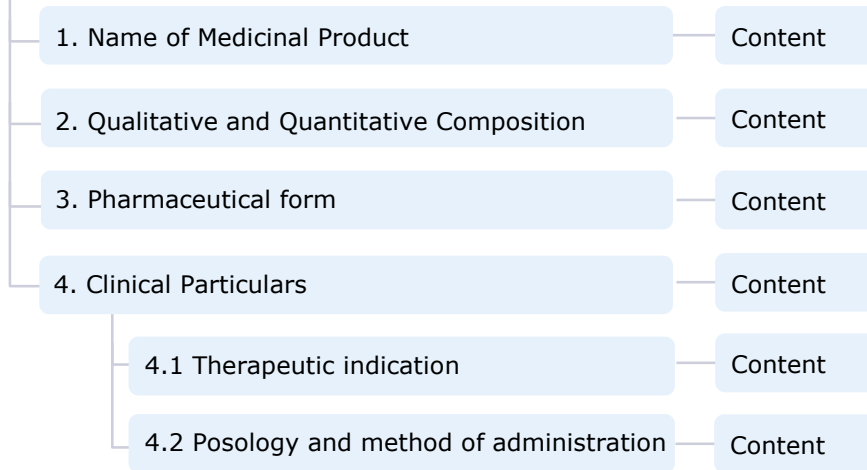 1. Name of Medicinal Product Content
2. Qualitative and Quantitative Composition Content
3. Pharmaceutical form Content
4. Clinical Particulars Content
4.1 Therapeutic indication Content
4.2 Posology and method of administration Content